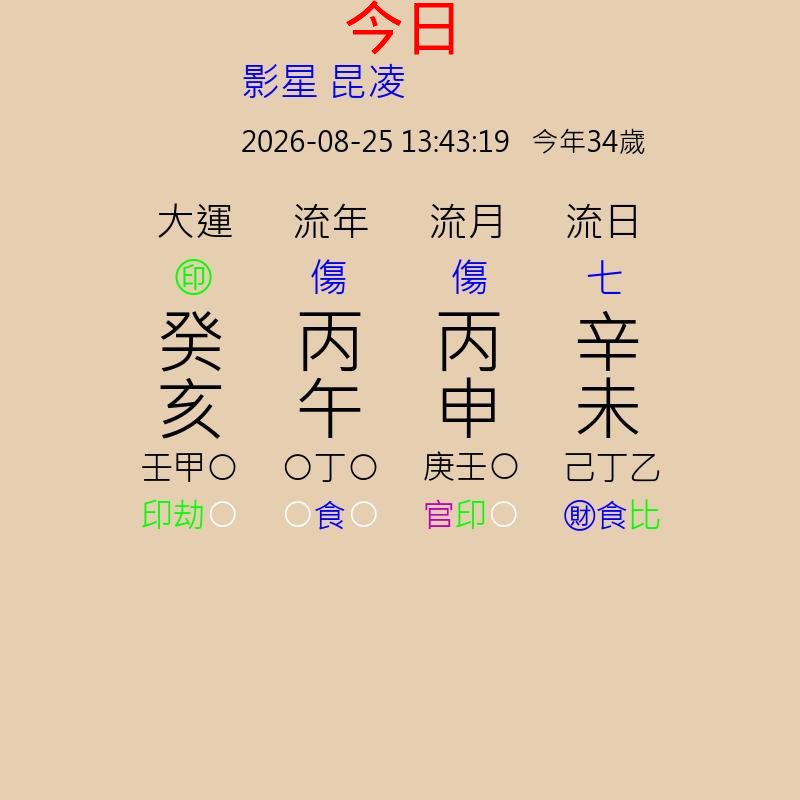 今日
影星 昆凌
2026-08-25 13:43:19 今年34歲
大運 流年 流月 流日
㊞ 傷 傷 七
癸 丙 丙 辛
亥 午 申 未
壬甲〇 〇丁〇 庚壬〇 己丁乙
印劫〇 〇食〇 官印〇 ㊖食比